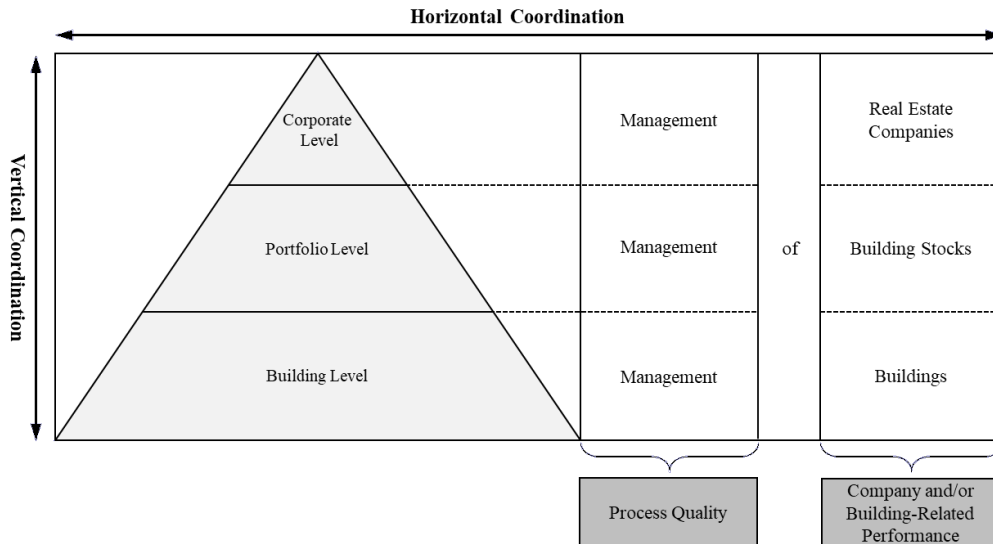 Horizontal Coordination
Vertical Coordination
Corporate
Level
Management
Real Estate
Companies
Portfolio Level
Management
of
Building Stocks
Building Level
Management
Buildings
Process Quality
Company and/or
Building-Related
Performance